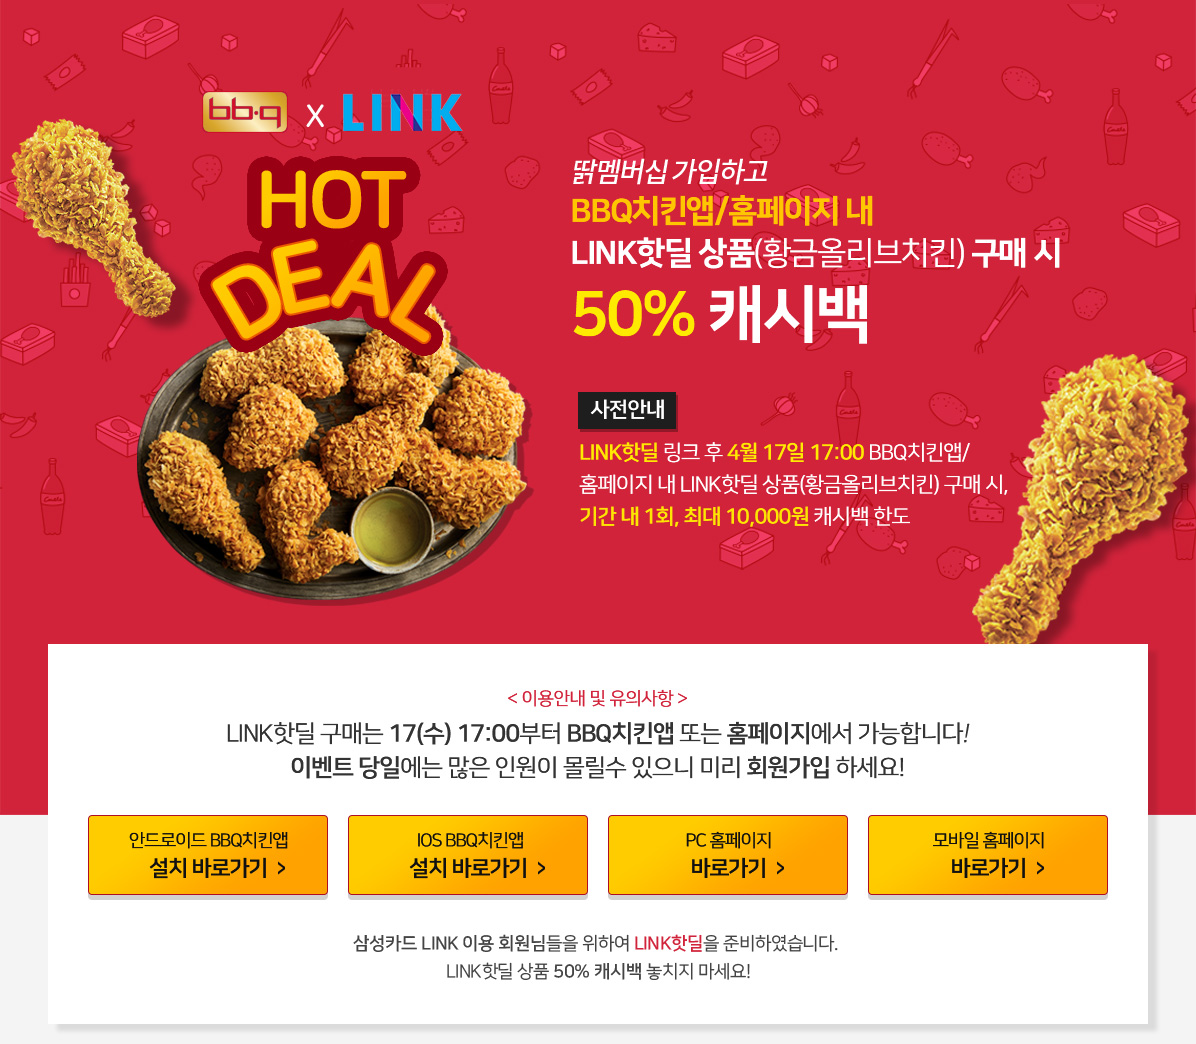 bb.q X LINK
HOT
DEAL
딹멤버십 가입하고
BBQ치킨앱/홈페이지 내
LINK핫딜 상품(황금올리브치킨) 구매 시
50% 캐시백
사전안내
LINK핫딜 링크 후 4월 17일 17:00 BBQ치킨앱/
홈페이지 내 LINK핫딜 상품(황금올리브치킨) 구매 시,
기간 내 1회, 최대 10,000원 캐시백 한도
< 이용안내 및 유의사항 >
LINK핫딜 구매는 17(수) 17:00부터 BBQ치킨앱 또는 홈페이지에서 가능합니다!
이벤트 당일에는 많은 인원이 몰릴수 있으니 미리 회원가입 하세요!
안드로이드 BBQ치킨앱
설치 바로가기 >
IOS BBQ치킨앱
설치 바로가기 >
PC 홈페이지
바로가기 >
모바일 홈페이지
바로가기 >
삼성카드 LINK 이용 회원님들을 위하여 LINK핫딜을 준비하였습니다.
LINK핫딜 상품 50% 캐시백 놓치지 마세요!